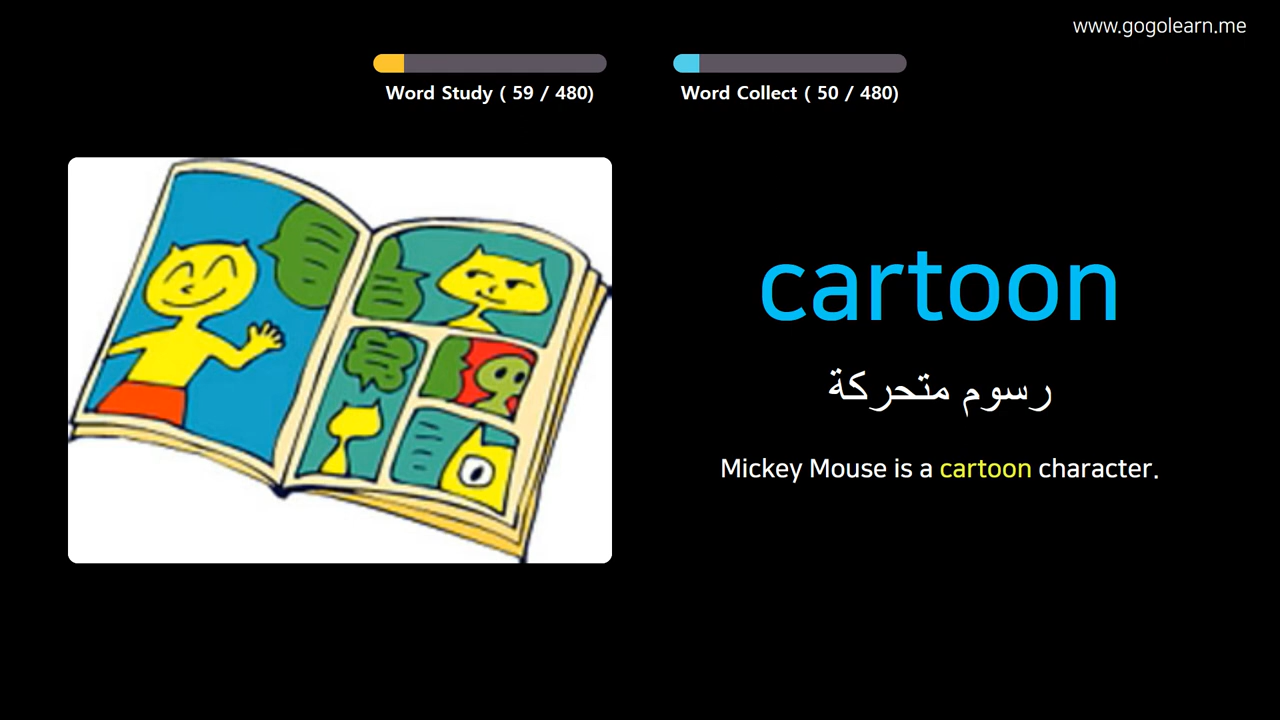 www.gogolearn.me
Word Study ( 59 / 480)
Word Collect ( 50 / 480)
cartoon
رسوم متحركة
Mickey Mouse is a cartoon character.